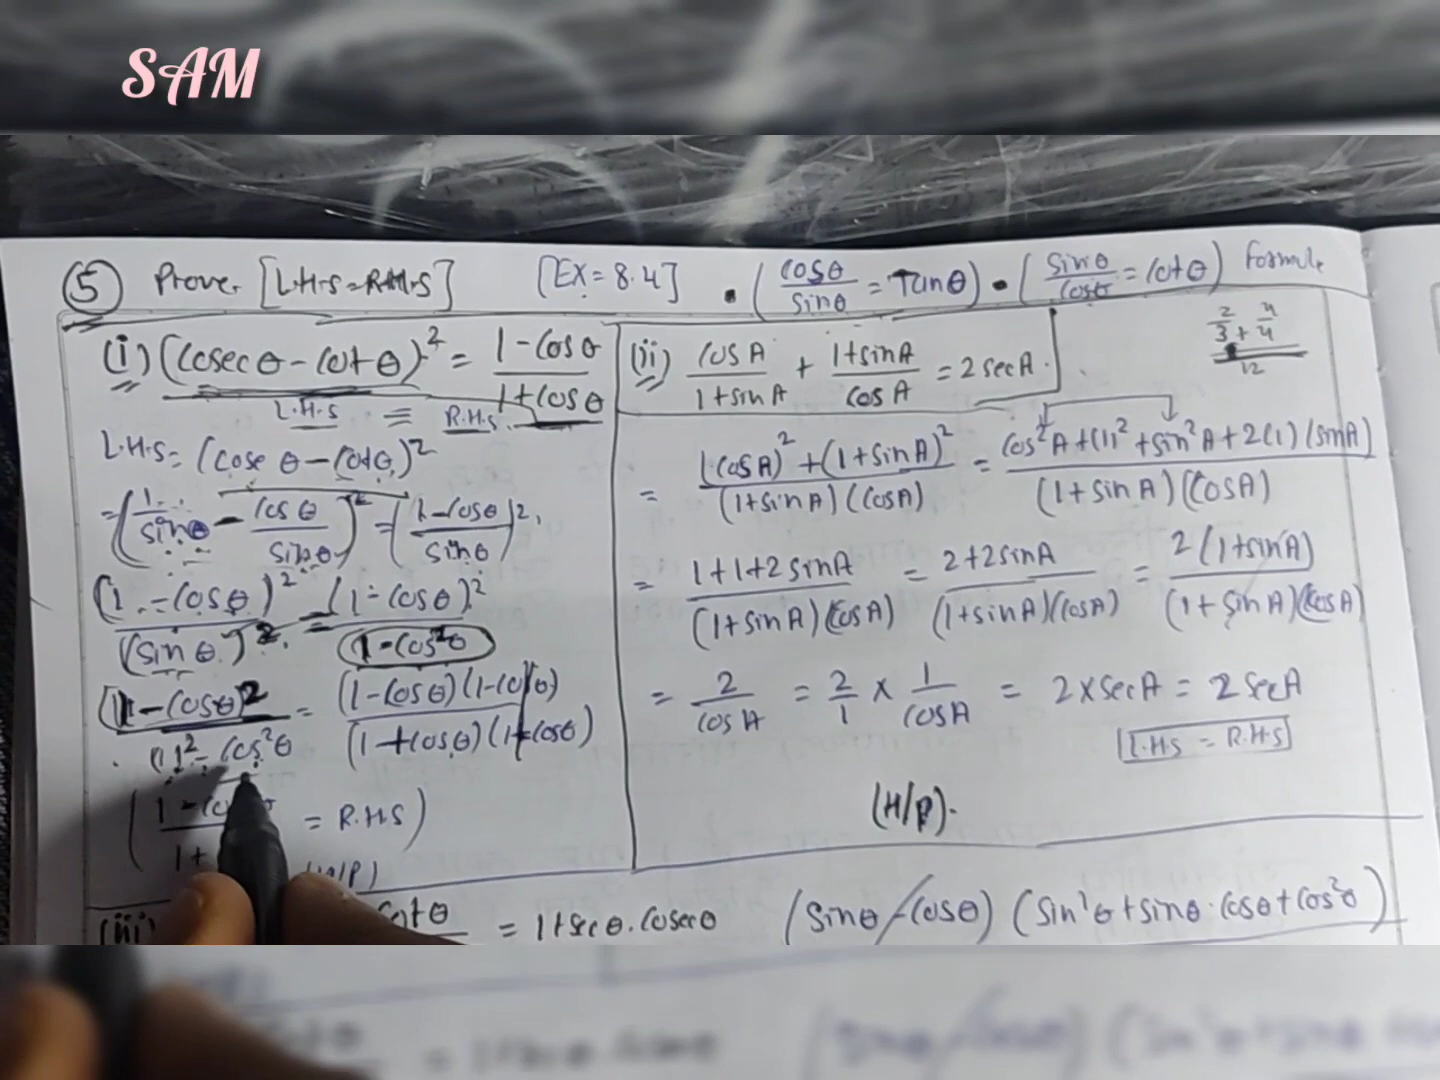 SAM
(5) Prove. [L.H.S=R.H.S] [EX=8.4] • (cosθ/sinθ = Tanθ) • (sinθ/cosθ = Cotθ) Formule
2/3 + 4/4
12
(i) (Cosecθ - Cotθ)² = 1-Cosθ/1+Cosθ
L.H.S = R.H.S.
L.H.S = (Cosecθ - Cotθ)²
= (1/sinθ - Cosθ/sinθ)² = (1-Cosθ/sinθ)²
(1-Cosθ)²/(sinθ)² = (1-Cosθ)²/1-Cos²θ
(1-Cosθ)²/(1)²-Cos²θ = (1-Cosθ)(1-Cosθ)/(1+Cosθ)(1-Cosθ)
= R.H.S)
(H/P)
(ii) CosA/1+sinA + 1+sinA/CosA = 2secA.
= (CosA)²+(1+sinA)²/(1+sinA)(CosA) = Cos²A+(1)²+sin²A+2(1)(sinA)/(1+sinA)(CosA)
= 1+1+2sinA/(1+sinA)(CosA) = 2+2sinA/(1+sinA)(CosA) = 2(1+sinA)/(1+sinA)(CosA)
= 2/CosA = 2/1 × 1/CosA = 2×secA = 2secA
L.H.S = R.H.S
(H/P).
(iii) Cotθ = 1+secθ.Cosecθ (Sinθ-Cosθ)(Sin²θ+sinθ.Cosθ+Cos²θ)